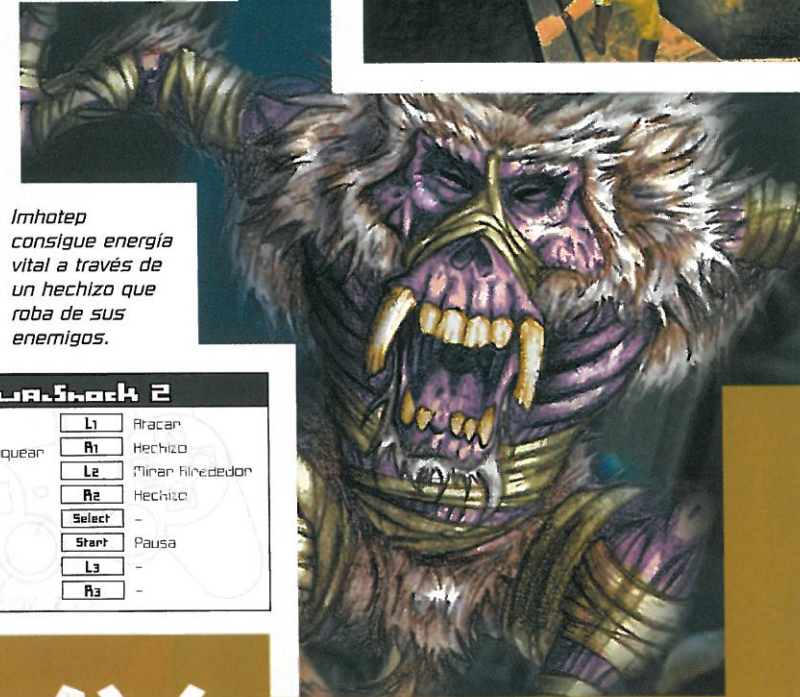 Imhotep
consigue energía
vital a través de
un hechizo que
roba de sus
enemigos.
2
L1 Atacar
R1 Hechizo
L2 Mirar Alrededor
R2 Hechizo
Select –
Start Pausa
L3 –
R3 –